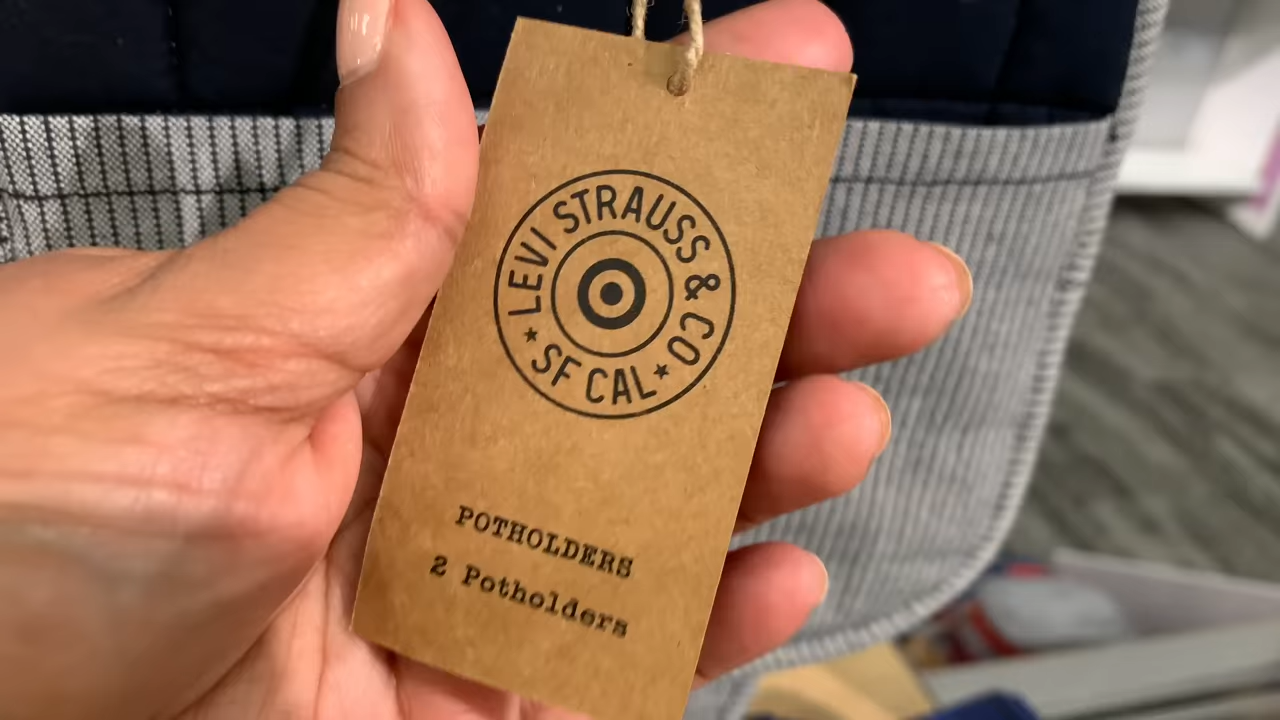 LEVI STRAUSS & CO
★ SF CAL ★
POTHOLDERS
2 Potholders